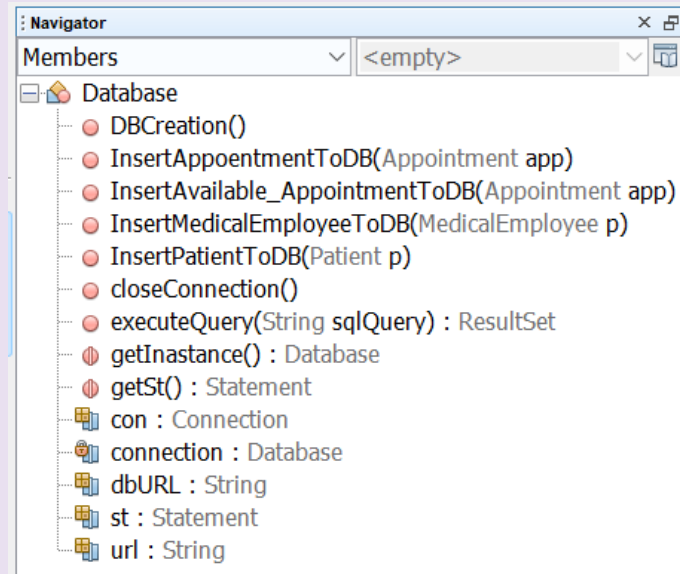 Navigator
Members <empty>
Database
DBCreation()
InsertAppoentmentToDB(Appointment app)
InsertAvailable_AppointmentToDB(Appointment app)
InsertMedicalEmployeeToDB(MedicalEmployee p)
InsertPatientToDB(Patient p)
closeConnection()
executeQuery(String sqlQuery) : ResultSet
getInastance() : Database
getSt() : Statement
con : Connection
connection : Database
dbURL : String
st : Statement
url : String